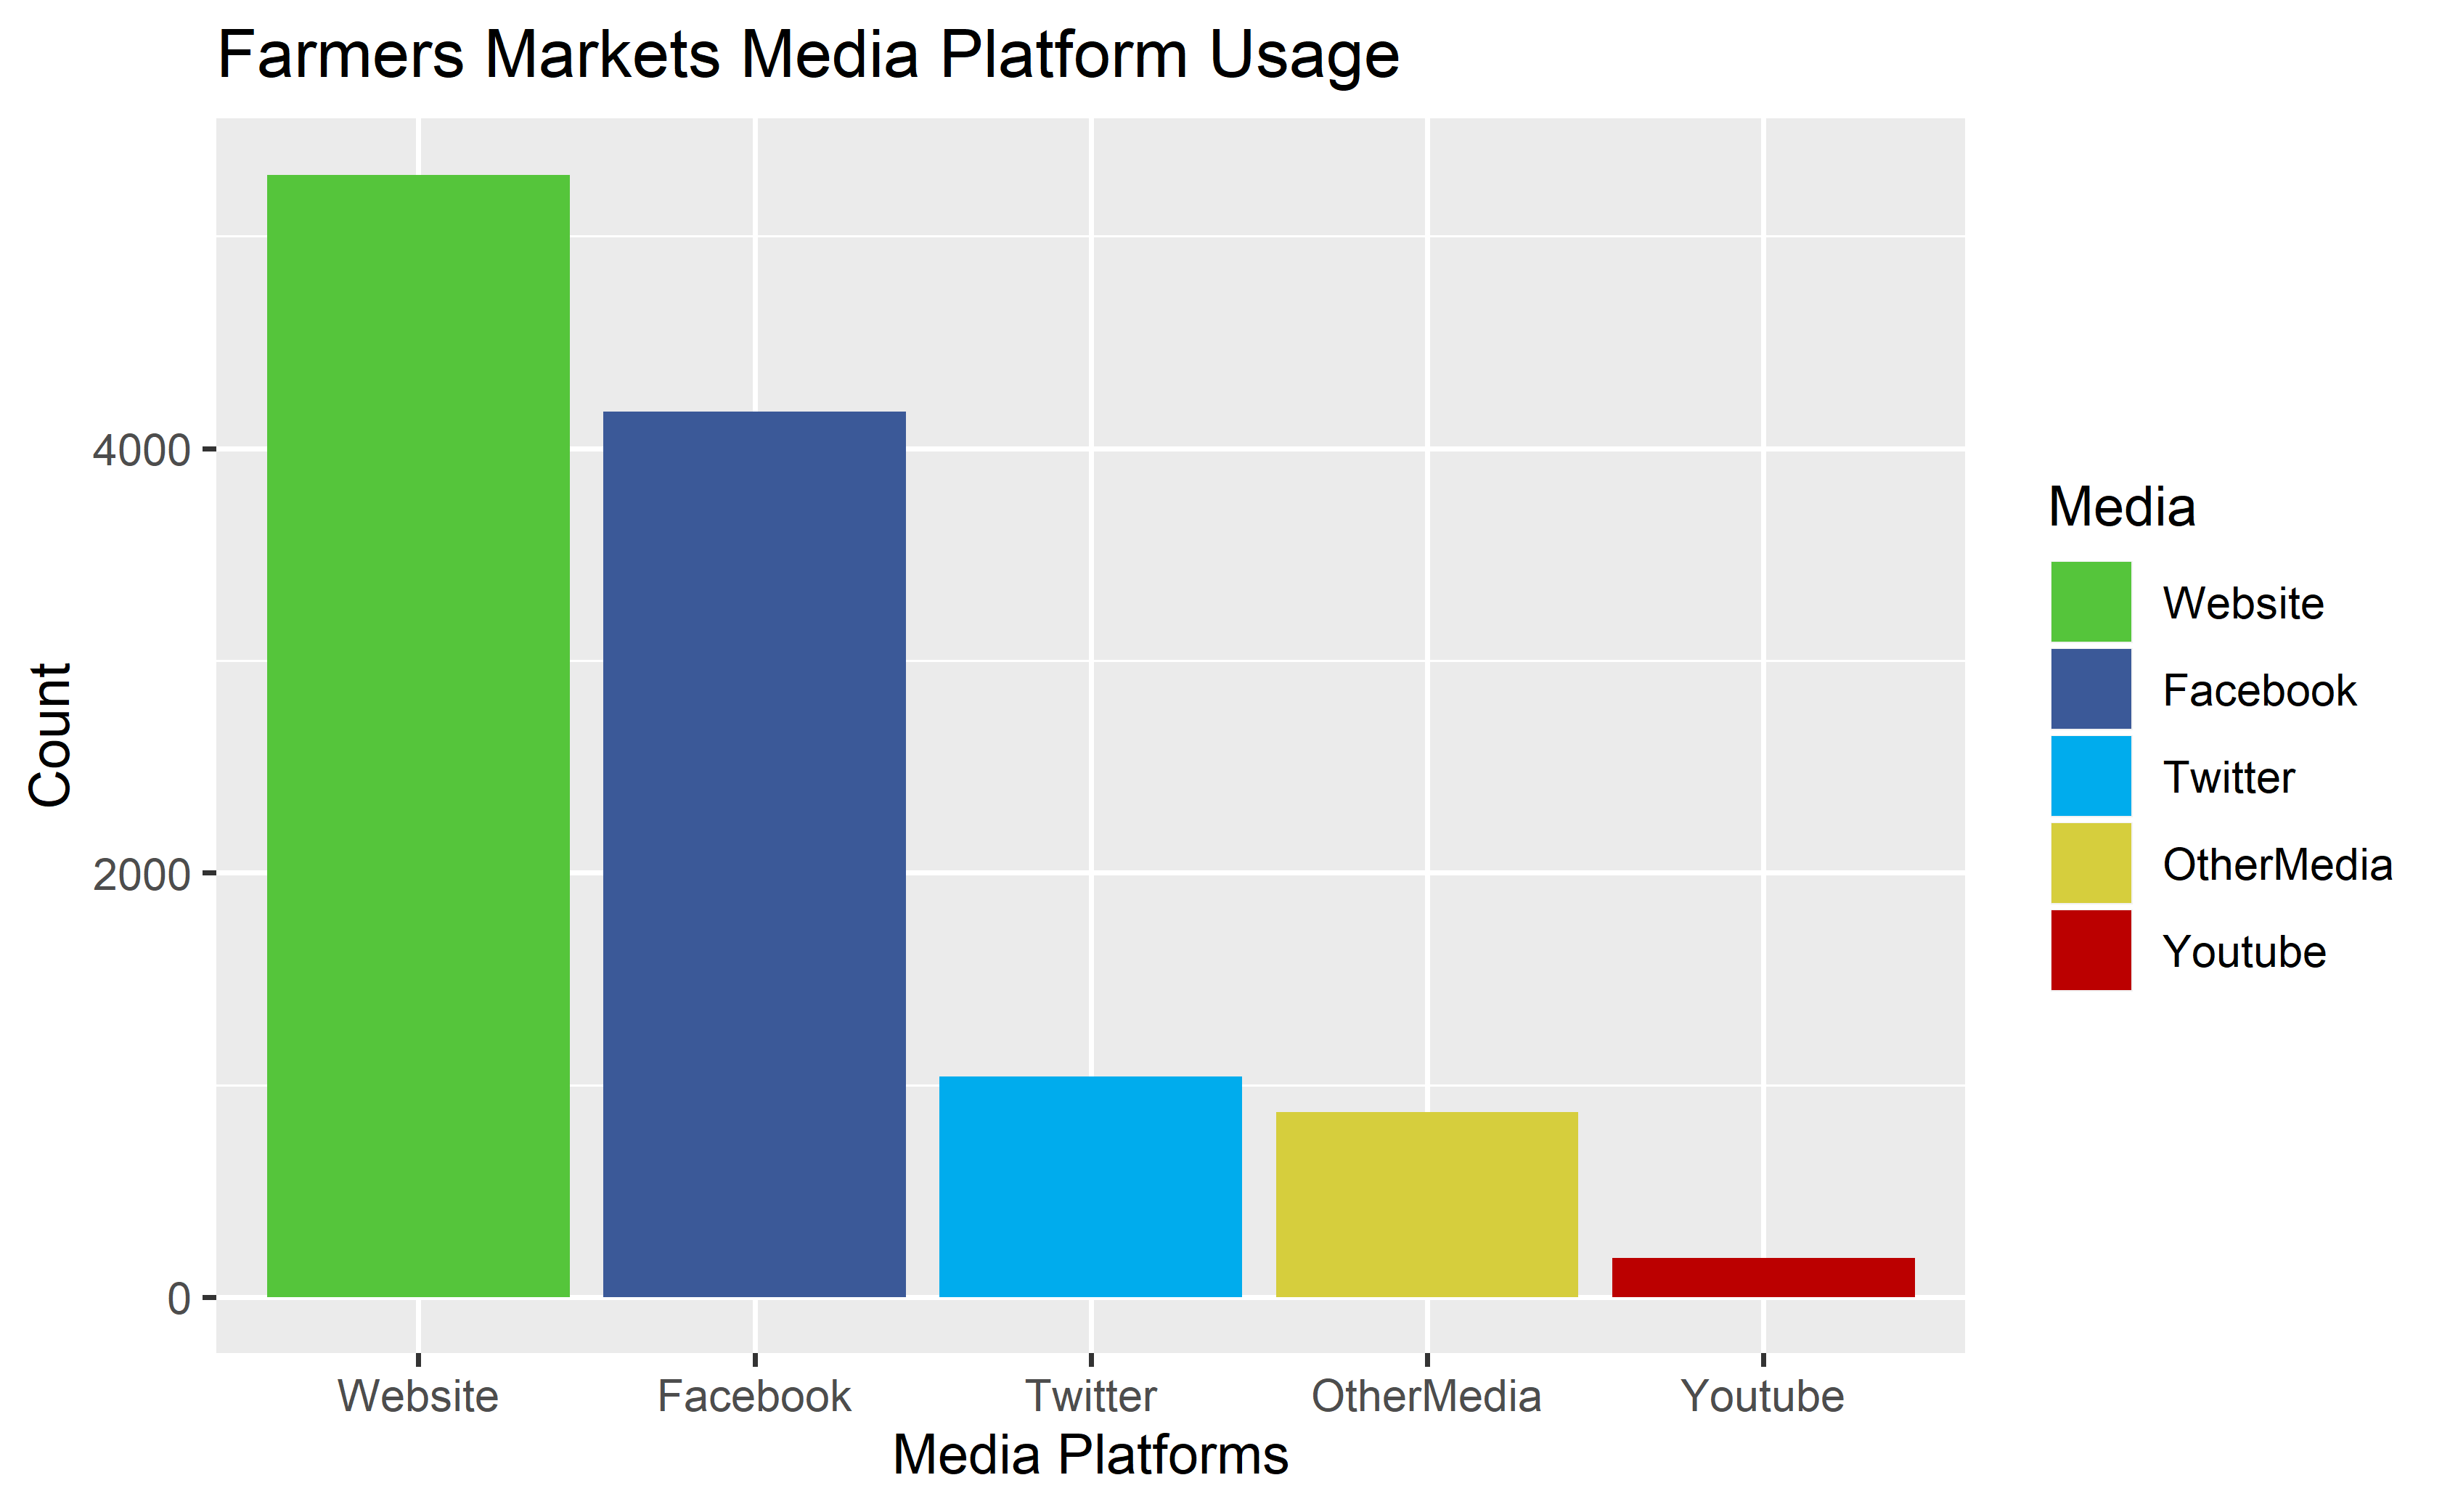 Farmers Markets Media Platform Usage
Count
4000
2000
0
Website Facebook Twitter OtherMedia Youtube
Media Platforms
Media
Website
Facebook
Twitter
OtherMedia
Youtube